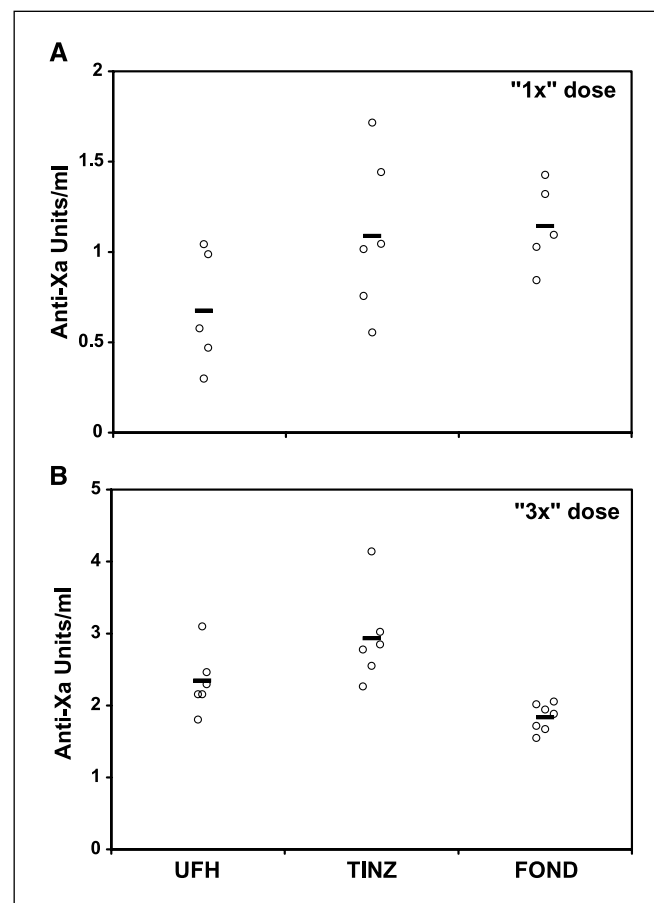 A
"1x" dose
Anti-Xa Units/ml
2
1.5
1
0.5
0
B
"3x" dose
Anti-Xa Units/ml
5
4
3
2
1
0
UFH TINZ FOND